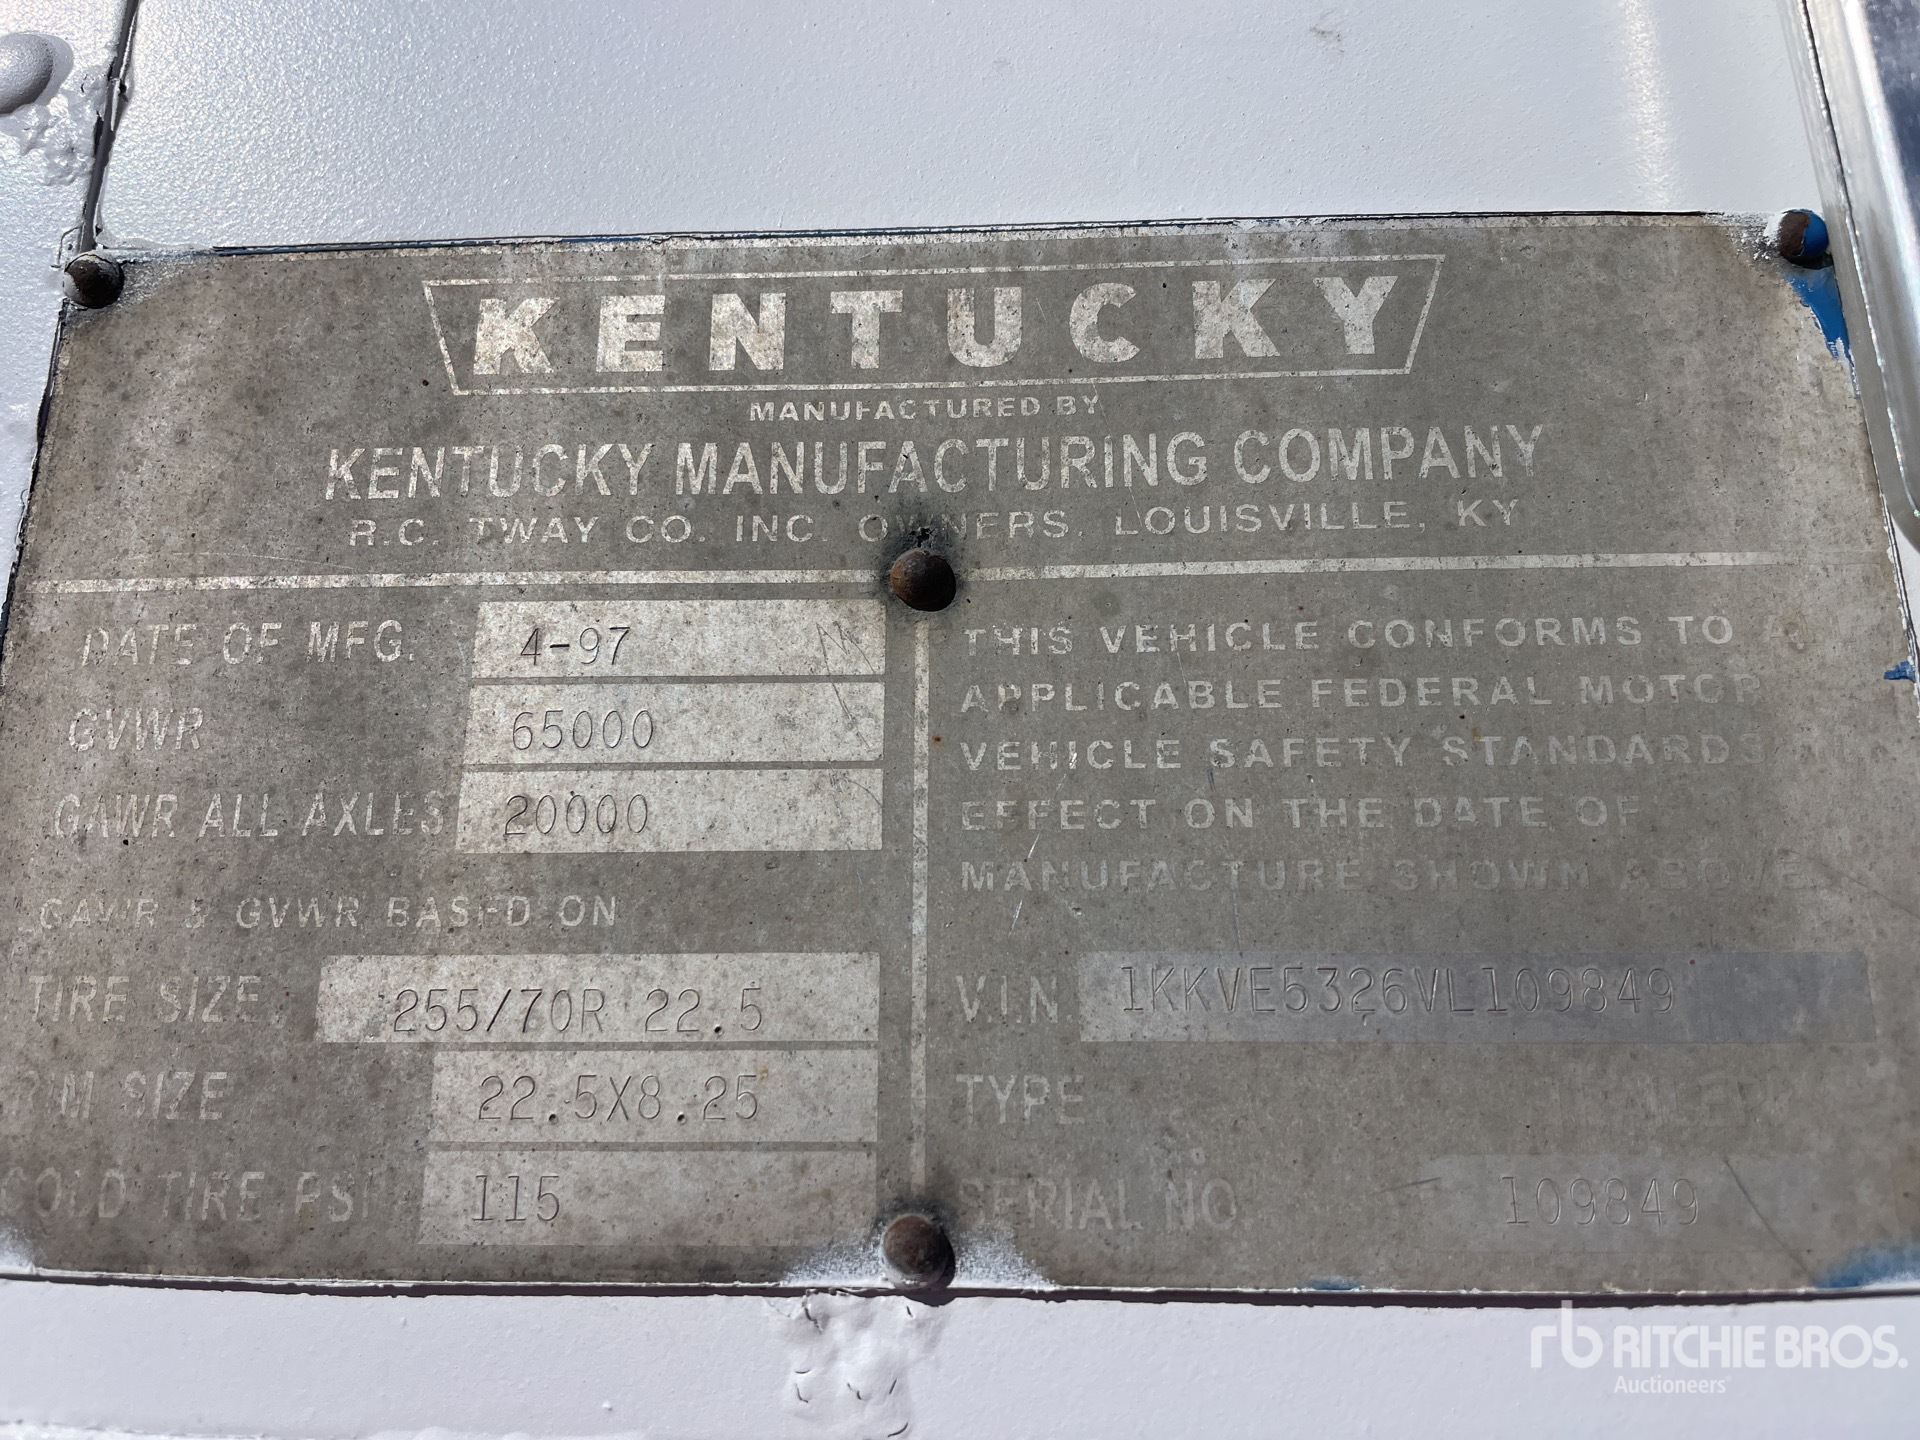 KENTUCKY
MANUFACTURED BY
KENTUCKY MANUFACTURING COMPANY
R.C. TWAY CO. INC. OWNERS, LOUISVILLE, KY
DATE OF MFG. 4-97
GVWR 65000
GAWR ALL AXLES 20000
GAWR & GVWR BASED ON
TIRE SIZE 255/70R 22.5
RIM SIZE 22.5X8.25
COLD TIRE PSI 115
THIS VEHICLE CONFORMS TO
APPLICABLE FEDERAL MOTOR
VEHICLE SAFETY STANDARDS
EFFECT ON THE DATE OF
MANUFACTURE SHOWN ABOVE
V.I.N. 1KKVE5326VL109849
TYPE TRAILER
SERIAL NO. 109849
rb RITCHIE BROS.
Auctioneers